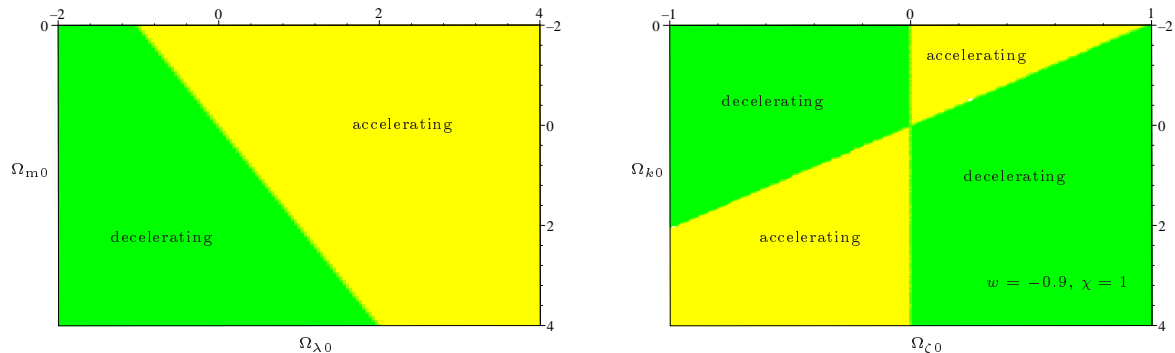 −2 0 2 4
0 −2
accelerating
0
Ωm0
2
decelerating
4
Ωλ0
−1 0 1
0 −2
accelerating
decelerating
0
Ωk0
decelerating
2
accelerating
w = −0.9, χ = 1
4
Ωζ0